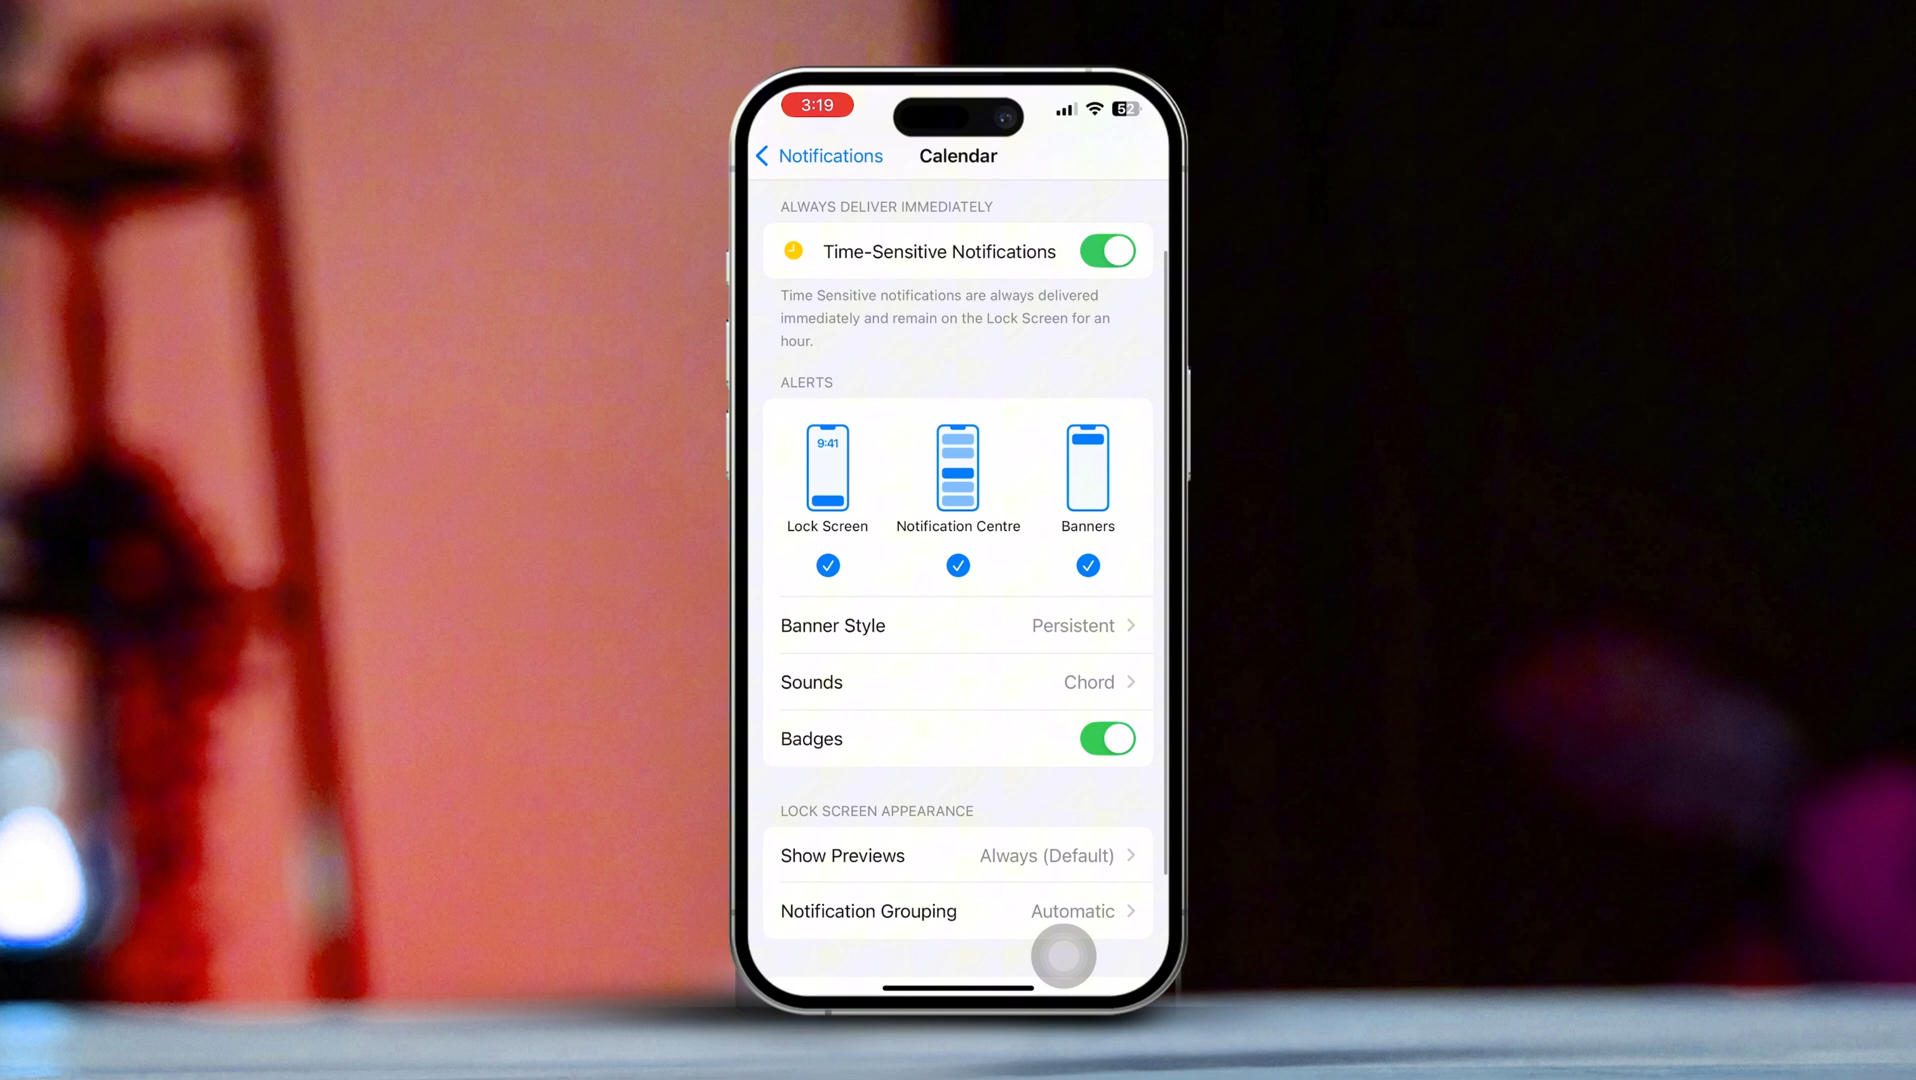 3:19
52
Notifications
Calendar
ALWAYS DELIVER IMMEDIATELY
Time-Sensitive Notifications
Time Sensitive notifications are always delivered
immediately and remain on the Lock Screen for an
hour.
ALERTS
9:41
Lock Screen
Notification Centre
Banners
Banner Style
Persistent
Sounds
Chord
Badges
LOCK SCREEN APPEARANCE
Show Previews
Always (Default)
Notification Grouping
Automatic